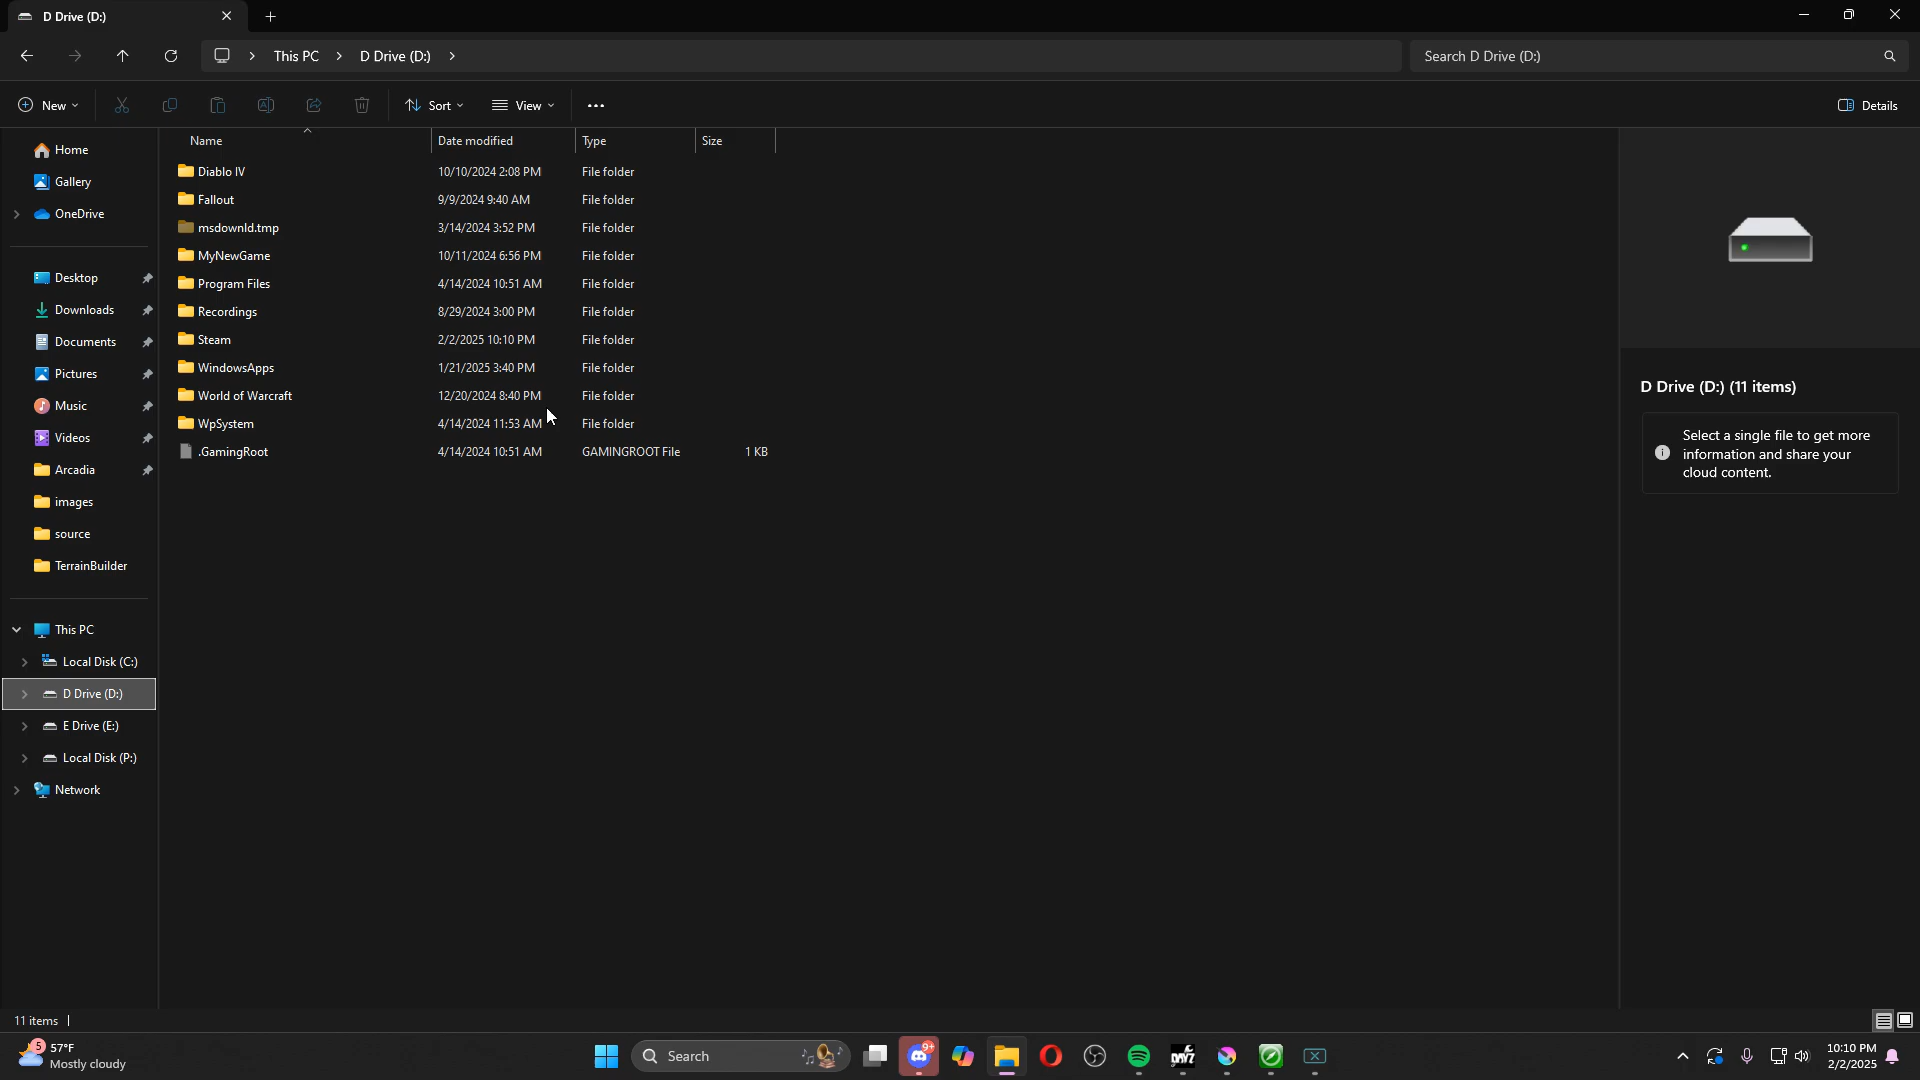 D Drive (D:)
This PC > D Drive (D:) >
Search D Drive (D:)
New
Sort
View
Details
Home
Gallery
OneDrive
Desktop
Downloads
Documents
Pictures
Music
Videos
Arcadia
images
source
TerrainBuilder
This PC
Local Disk (C:)
D Drive (D:)
E Drive (E:)
Local Disk (P:)
Network
Name Date modified Type Size
Diablo IV 10/10/2024 2:08 PM File folder
Fallout 9/9/2024 9:40 AM File folder
msdownld.tmp 3/14/2024 3:52 PM File folder
MyNewGame 10/11/2024 6:56 PM File folder
Program Files 4/14/2024 10:51 AM File folder
Recordings 8/29/2024 3:00 PM File folder
Steam 2/2/2025 10:10 PM File folder
WindowsApps 1/21/2025 3:40 PM File folder
World of Warcraft 12/20/2024 8:40 PM File folder
WpSystem 4/14/2024 11:53 AM File folder
.GamingRoot 4/14/2024 10:51 AM GAMINGROOT File 1 KB
D Drive (D:) (11 items)
Select a single file to get more
information and share your
cloud content.
11 items
5
57°F
Mostly cloudy
Search
9+
DAYZ
10:10 PM
2/2/2025